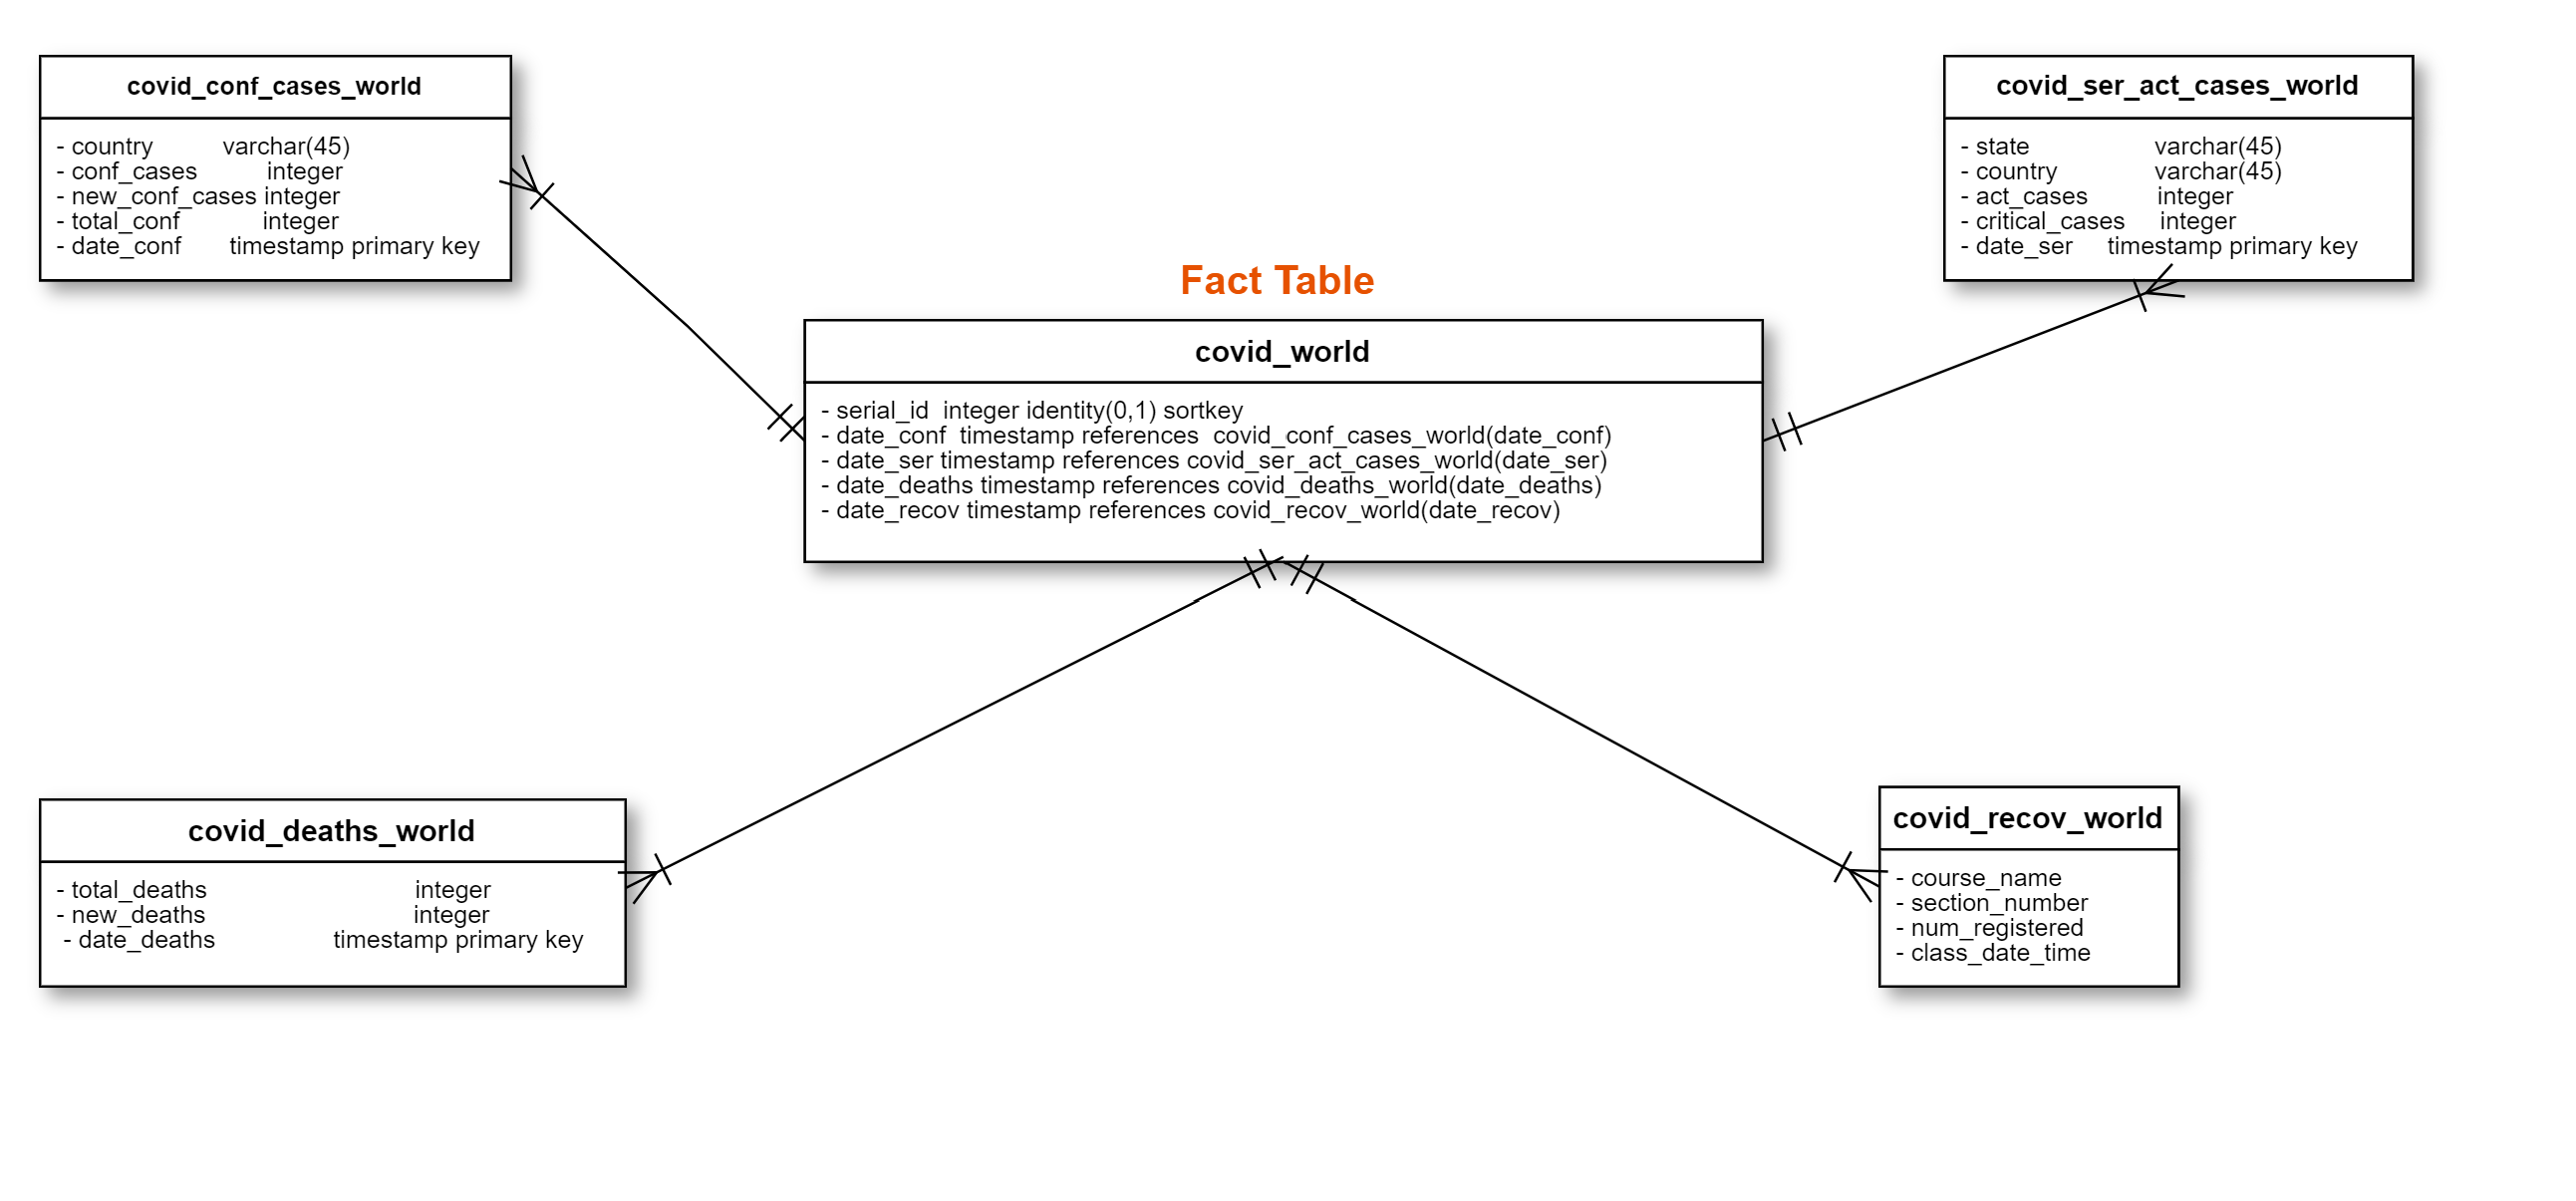 covid_conf_cases_world
- country varchar(45)
- conf_cases integer
- new_conf_cases integer
- total_conf integer
- date_conf timestamp primary key
covid_ser_act_cases_world
- state varchar(45)
- country varchar(45)
- act_cases integer
- critical_cases integer
- date_ser timestamp primary key
Fact Table
covid_world
- serial_id integer identity(0,1) sortkey
- date_conf timestamp references covid_conf_cases_world(date_conf)
- date_ser timestamp references covid_ser_act_cases_world(date_ser)
- date_deaths timestamp references covid_deaths_world(date_deaths)
- date_recov timestamp references covid_recov_world(date_recov)
covid_deaths_world
- total_deaths integer
- new_deaths integer
- date_deaths timestamp primary key
covid_recov_world
- course_name
- section_number
- num_registered
- class_date_time